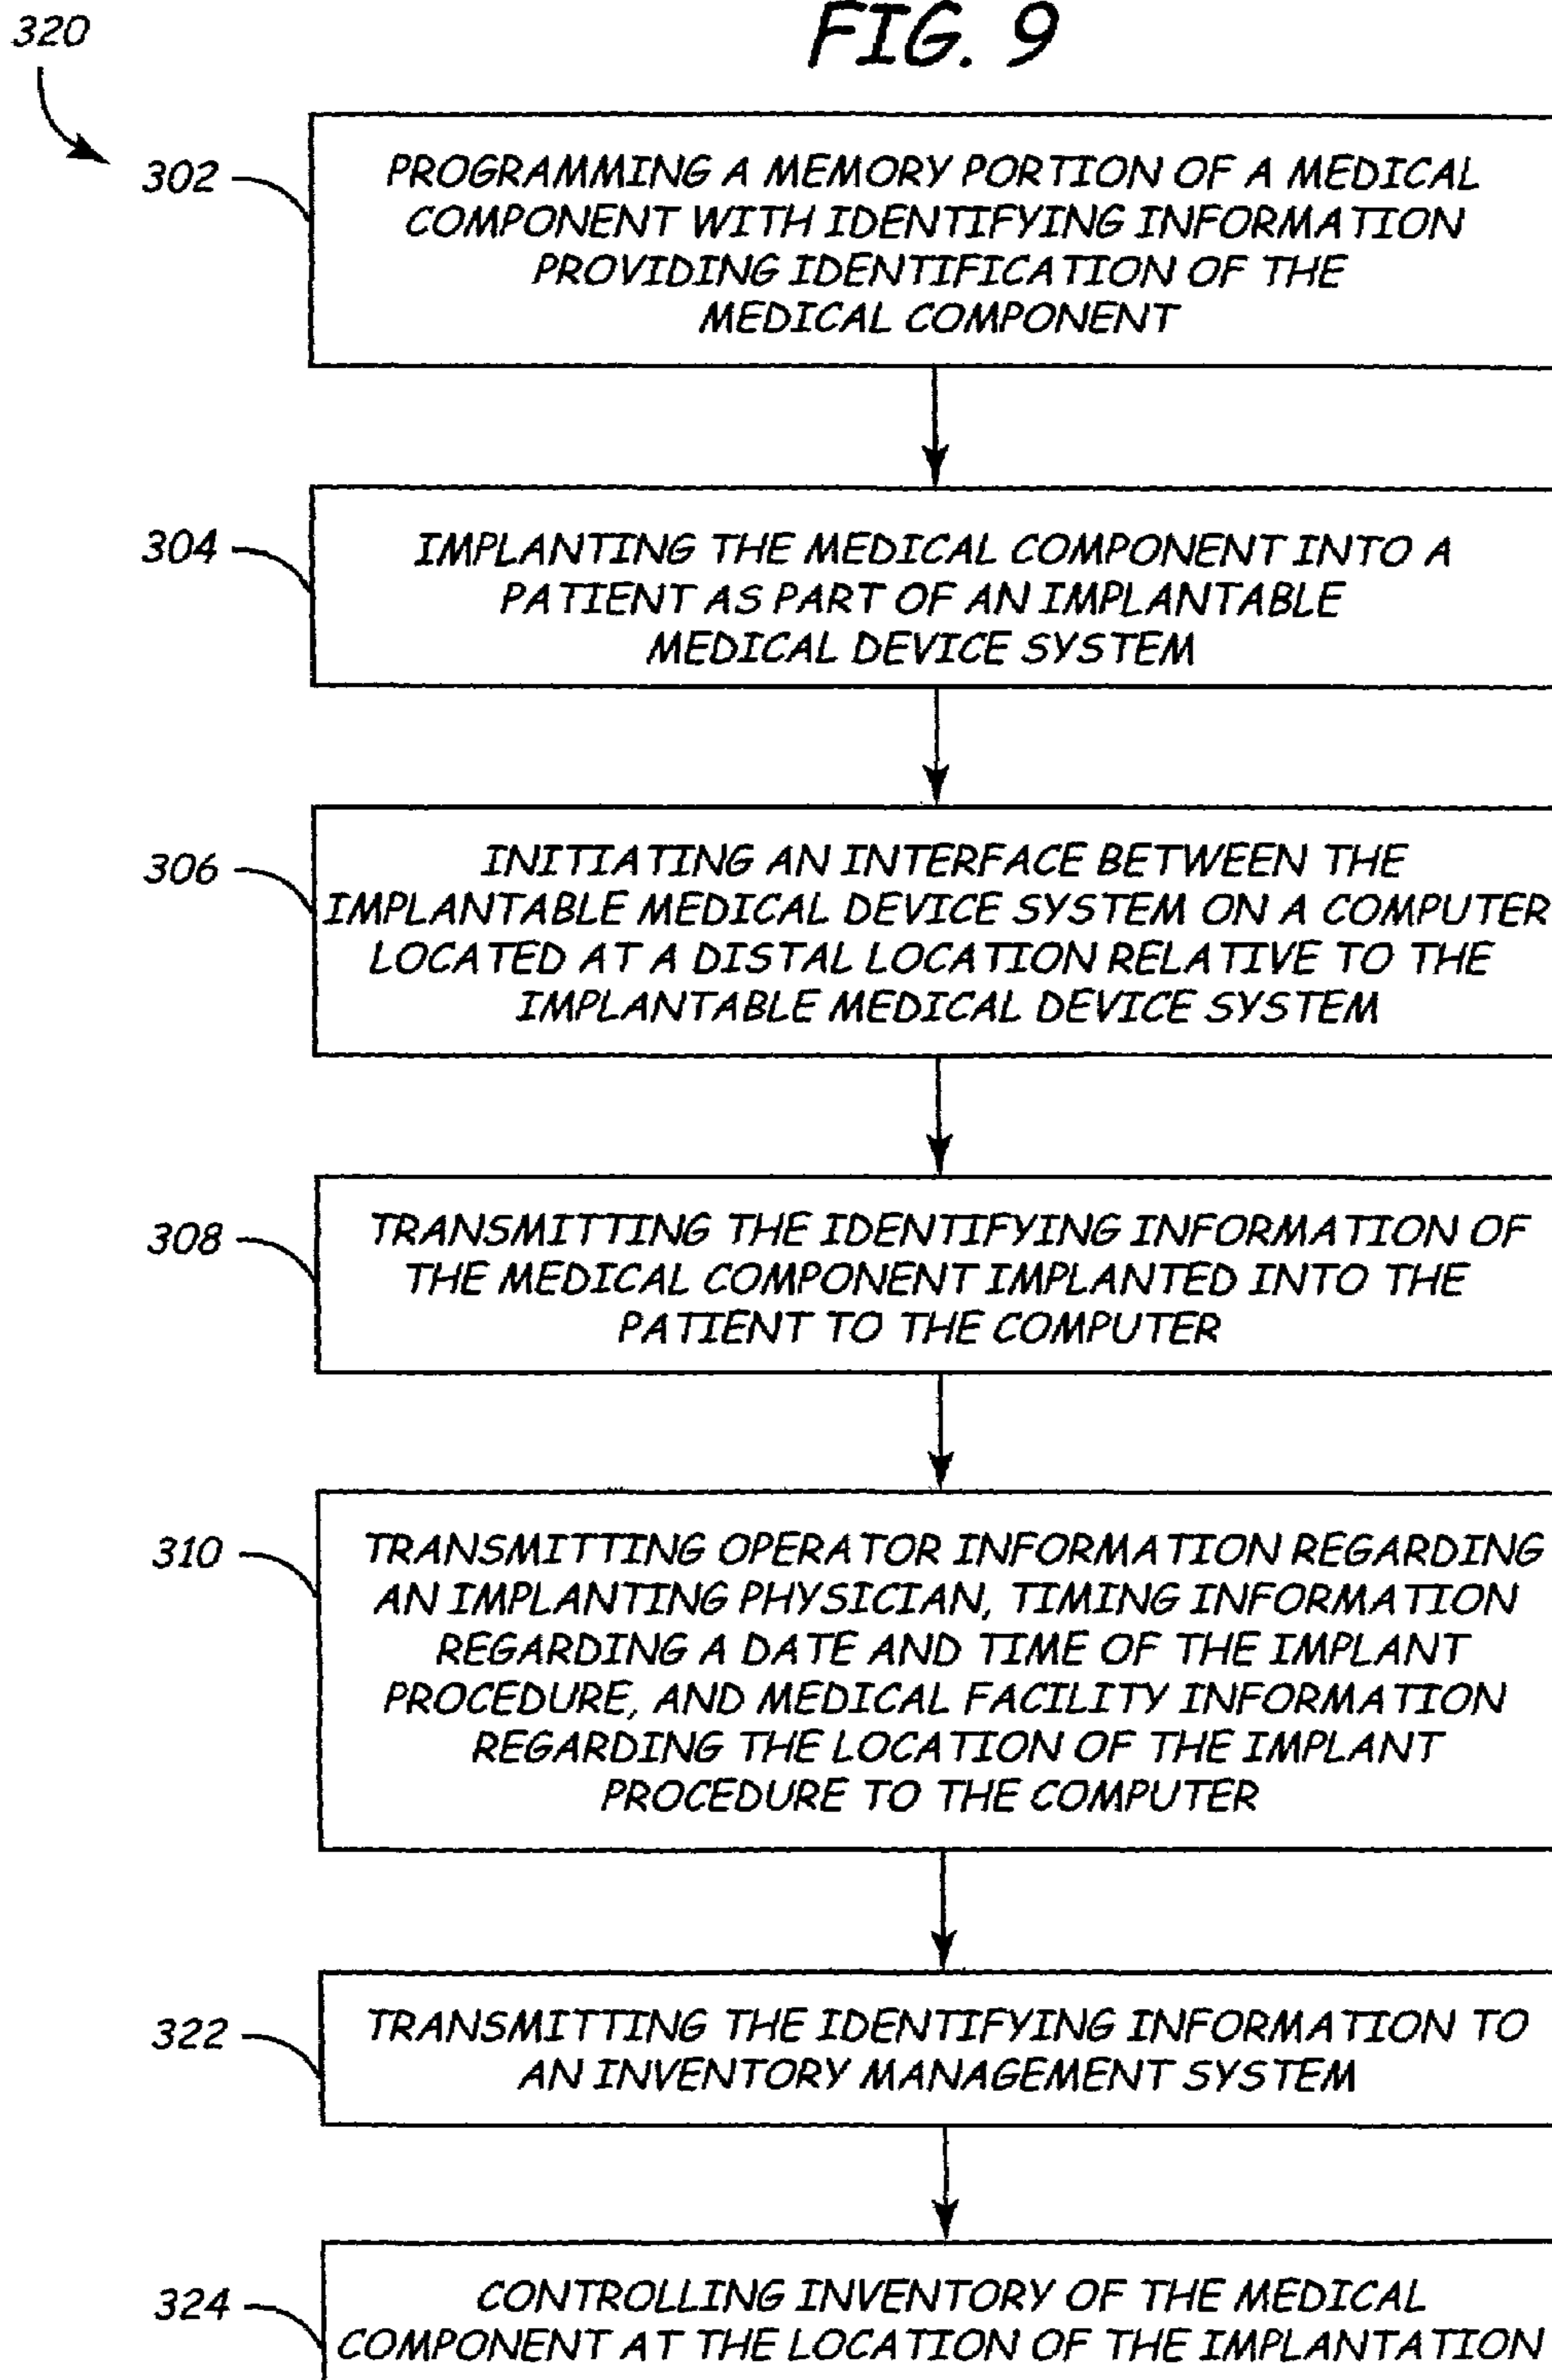 FIG. 9
320
302
PROGRAMMING A MEMORY PORTION OF A MEDICAL
COMPONENT WITH IDENTIFYING INFORMATION
PROVIDING IDENTIFICATION OF THE
MEDICAL COMPONENT
304
IMPLANTING THE MEDICAL COMPONENT INTO A
PATIENT AS PART OF AN IMPLANTABLE
MEDICAL DEVICE SYSTEM
306
INITIATING AN INTERFACE BETWEEN THE
IMPLANTABLE MEDICAL DEVICE SYSTEM ON A COMPUTER
LOCATED AT A DISTAL LOCATION RELATIVE TO THE
IMPLANTABLE MEDICAL DEVICE SYSTEM
308
TRANSMITTING THE IDENTIFYING INFORMATION OF
THE MEDICAL COMPONENT IMPLANTED INTO THE
PATIENT TO THE COMPUTER
310
TRANSMITTING OPERATOR INFORMATION REGARDING
AN IMPLANTING PHYSICIAN, TIMING INFORMATION
REGARDING A DATE AND TIME OF THE IMPLANT
PROCEDURE, AND MEDICAL FACILITY INFORMATION
REGARDING THE LOCATION OF THE IMPLANT
PROCEDURE TO THE COMPUTER
322
TRANSMITTING THE IDENTIFYING INFORMATION TO
AN INVENTORY MANAGEMENT SYSTEM
324
CONTROLLING INVENTORY OF THE MEDICAL
COMPONENT AT THE LOCATION OF THE IMPLANTATION